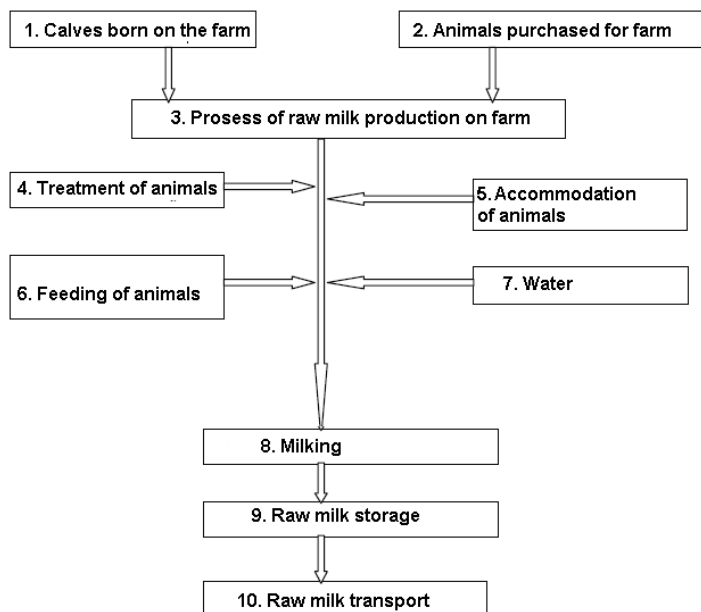 1. Calves born on the farm
2. Animals purchased for farm
3. Prosess of raw milk production on farm
4. Treatment of animals
5. Accommodation
of animals
6. Feeding of animals
7. Water
8. Milking
9. Raw milk storage
10. Raw milk transport